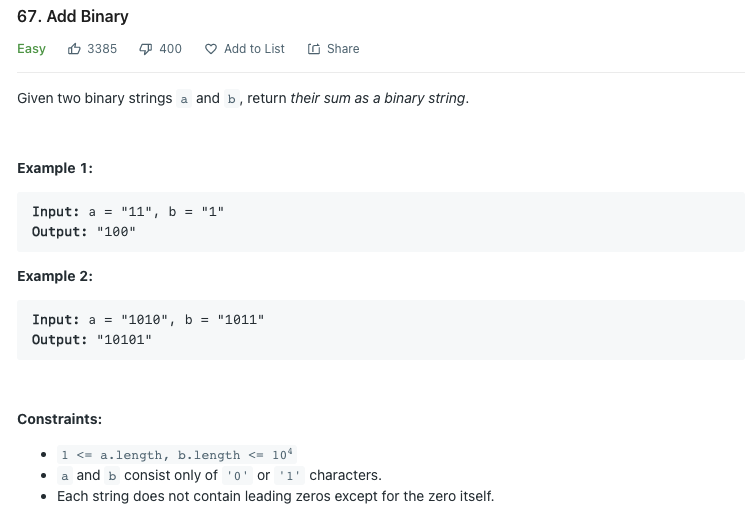 67. Add Binary
Easy 3385 400 Add to List Share
Given two binary strings a and b, return their sum as a binary string.
Example 1:
Input: a = "11", b = "1"
Output: "100"
Example 2:
Input: a = "1010", b = "1011"
Output: "10101"
Constraints:
• 1 <= a.length, b.length <= 10⁴
• a and b consist only of '0' or '1' characters.
• Each string does not contain leading zeros except for the zero itself.